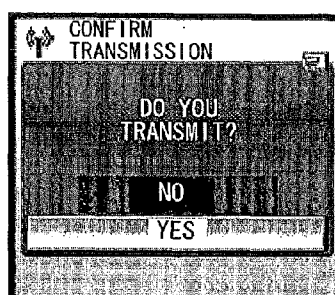 CONFIRM
TRANSMISSION
DO YOU
TRANSMIT?
NO
YES